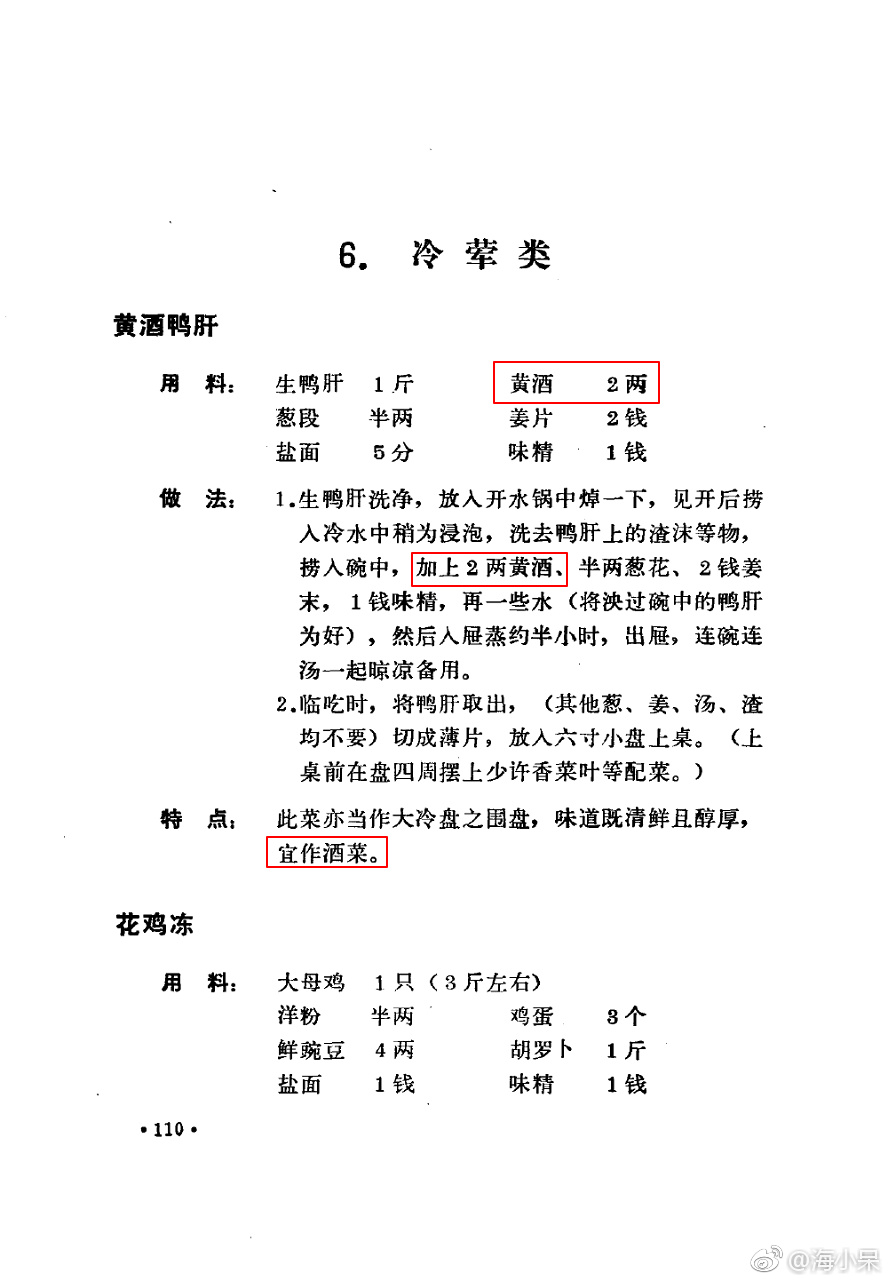 6. 冷荤类
黄酒鸭肝
用 料： 生鸭肝 1斤 黄酒 2两
葱段 半两 姜片 2钱
盐面 5分 味精 1钱
做 法： 1.生鸭肝洗净，放入开水锅中焯一下，见开后捞
入冷水中稍为浸泡，洗去鸭肝上的渣沫等物，
捞入碗中，加上2两黄酒、半两葱花、2钱姜
末，1钱味精，再一些水（将泱过碗中的鸭肝
为好），然后入屉蒸约半小时，出屉，连碗连
汤一起晾凉备用。
2.临吃时，将鸭肝取出，（其他葱、姜、汤、渣
均不要）切成薄片，放入六寸小盘上桌。（上
桌前在盘四周摆上少许香菜叶等配菜。）
特 点： 此菜亦当作大冷盘之围盘，味道既清鲜且醇厚，
宜作酒菜。
花鸡冻
用 料： 大母鸡 1只（3斤左右）
洋粉 半两 鸡蛋 3个
鲜豌豆 4两 胡罗卜 1斤
盐面 1钱 味精 1钱
·110·
@海小呆